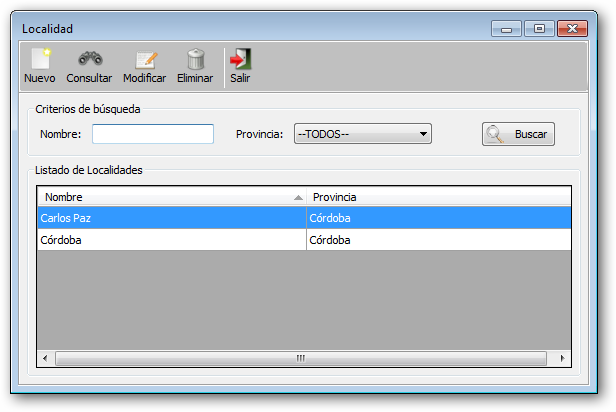 Localidad
Nuevo Consultar Modificar Eliminar Salir
Criterios de búsqueda
Nombre: Provincia: --TODOS-- Buscar
Listado de Localidades
Nombre Provincia
Carlos Paz Córdoba
Córdoba Córdoba